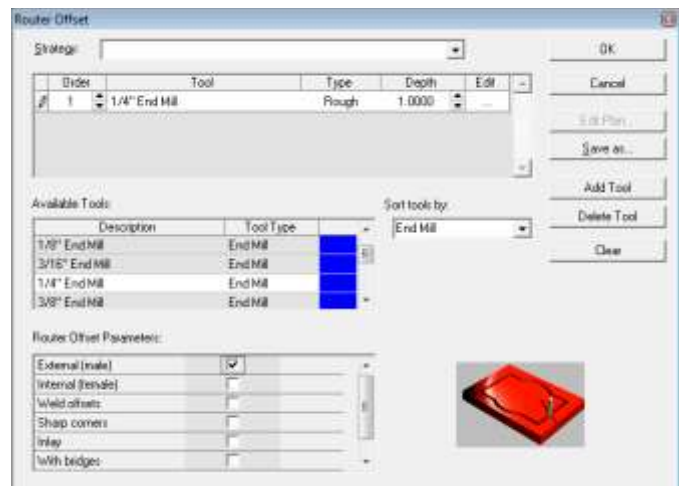 Router Offset
Strategy:
OK
Order Tool Type Depth Edit
1 1/4" End Mill Rough 1.0000 ...
Cancel
Edit Plan...
Save as...
Add Tool
Delete Tool
Clear
Available Tools:
Sort tools by:
Description Tool Type
End Mill
1/8" End Mill End Mill
3/16" End Mill End Mill
1/4" End Mill End Mill
3/8" End Mill End Mill
Router Offset Parameters:
External (male)
Internal (female)
Weld offsets
Sharp corners
Inlay
With bridges